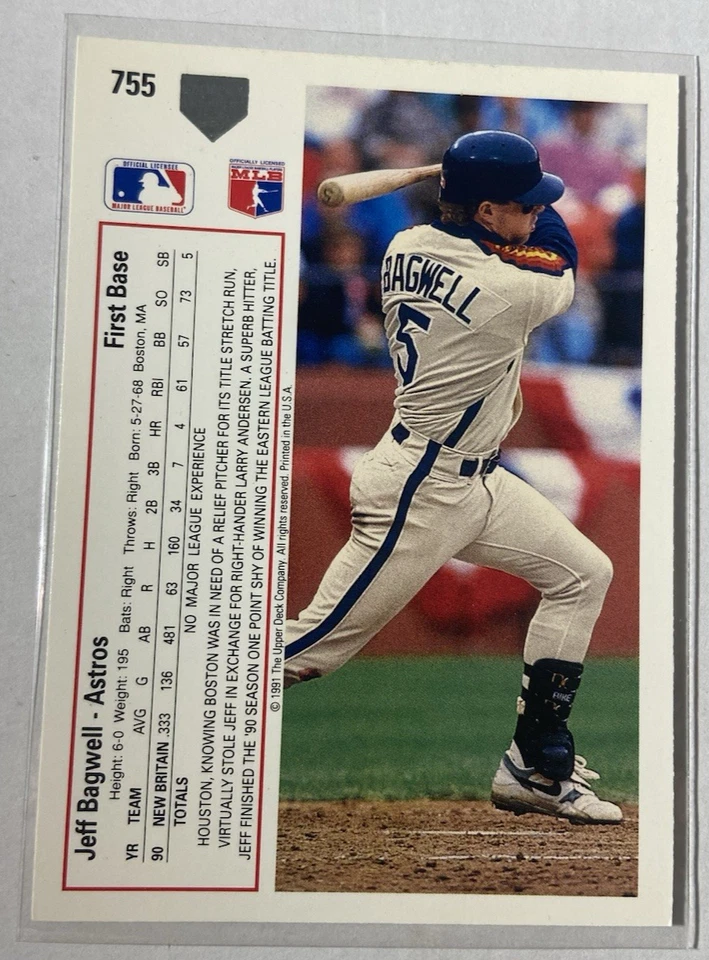 755
OFFICIAL LICENSEE
MAJOR LEAGUE BASEBALL
OFFICIALLY LICENSED
MAJOR LEAGUE BASEBALL PLAYERS
MLB
Jeff Bagwell - Astros First Base
Height: 6-0 Weight: 195 Bats: Right Throws: Right Born: 5-27-68 Boston, MA
YR TEAM AVG G AB R H 2B 3B HR RBI BB SO SB
90 NEW BRITAIN .333 136 481 63 160 34 7 4 61 57 73 5
TOTALS NO MAJOR LEAGUE EXPERIENCE
HOUSTON, KNOWING BOSTON WAS IN NEED OF A RELIEF PITCHER FOR ITS TITLE STRETCH RUN,
VIRTUALLY STOLE JEFF IN EXCHANGE FOR RIGHT-HANDER LARRY ANDERSEN. A SUPERB HITTER,
JEFF FINISHED THE '90 SEASON ONE POINT SHY OF WINNING THE EASTERN LEAGUE BATTING TITLE.
© 1991 The Upper Deck Company. All rights reserved. Printed in the U.S.A.
BAGWELL
5